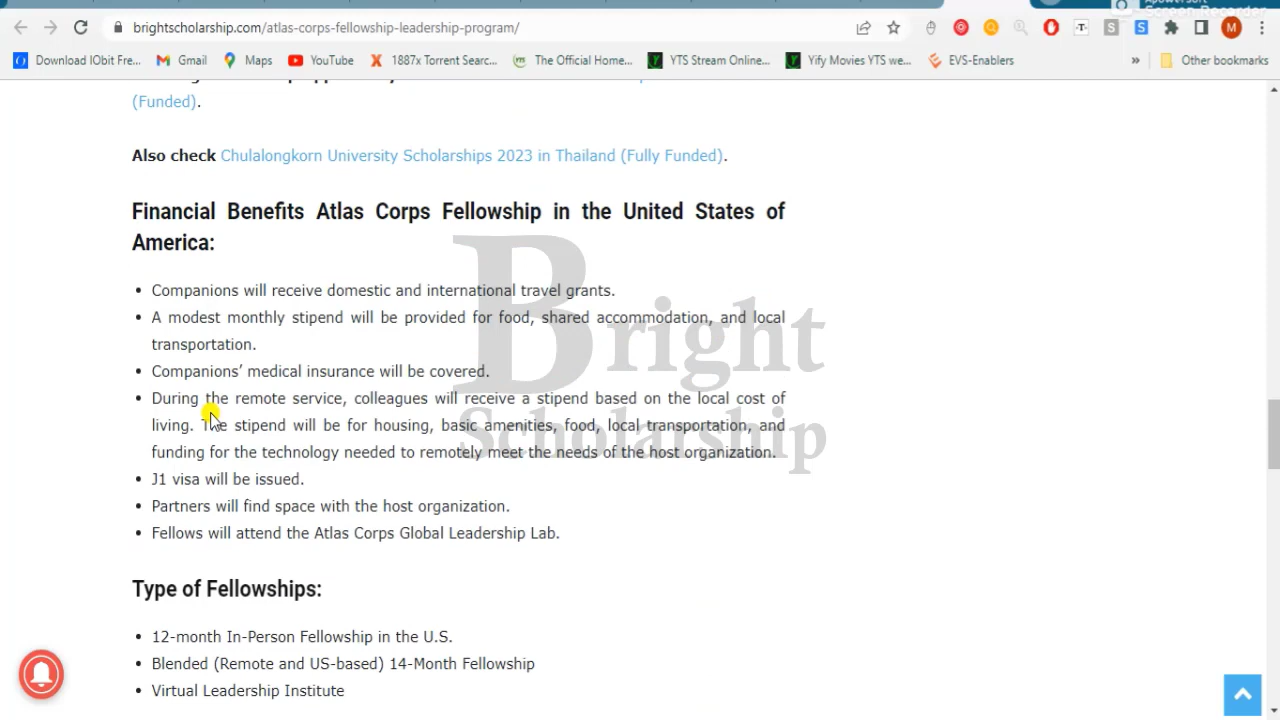 Apowersoft
Screen Recorder
brightscholarship.com/atlas-corps-fellowship-leadership-program/
Download IObit Fre... Gmail Maps YouTube 1887x Torrent Searc... The Official Home... YTS Stream Online... Yify Movies YTS we... EVS-Enablers » Other bookmarks
(Funded).
Also check Chulalongkorn University Scholarships 2023 in Thailand (Fully Funded).
Financial Benefits Atlas Corps Fellowship in the United States of
America:
• Companions will receive domestic and international travel grants.
• A modest monthly stipend will be provided for food, shared accommodation, and local
transportation.
• Companions’ medical insurance will be covered.
• During the remote service, colleagues will receive a stipend based on the local cost of
living. The stipend will be for housing, basic amenities, food, local transportation, and
funding for the technology needed to remotely meet the needs of the host organization.
• J1 visa will be issued.
• Partners will find space with the host organization.
• Fellows will attend the Atlas Corps Global Leadership Lab.
Bright
Scholarship
Type of Fellowships:
• 12-month In-Person Fellowship in the U.S.
• Blended (Remote and US-based) 14-Month Fellowship
• Virtual Leadership Institute